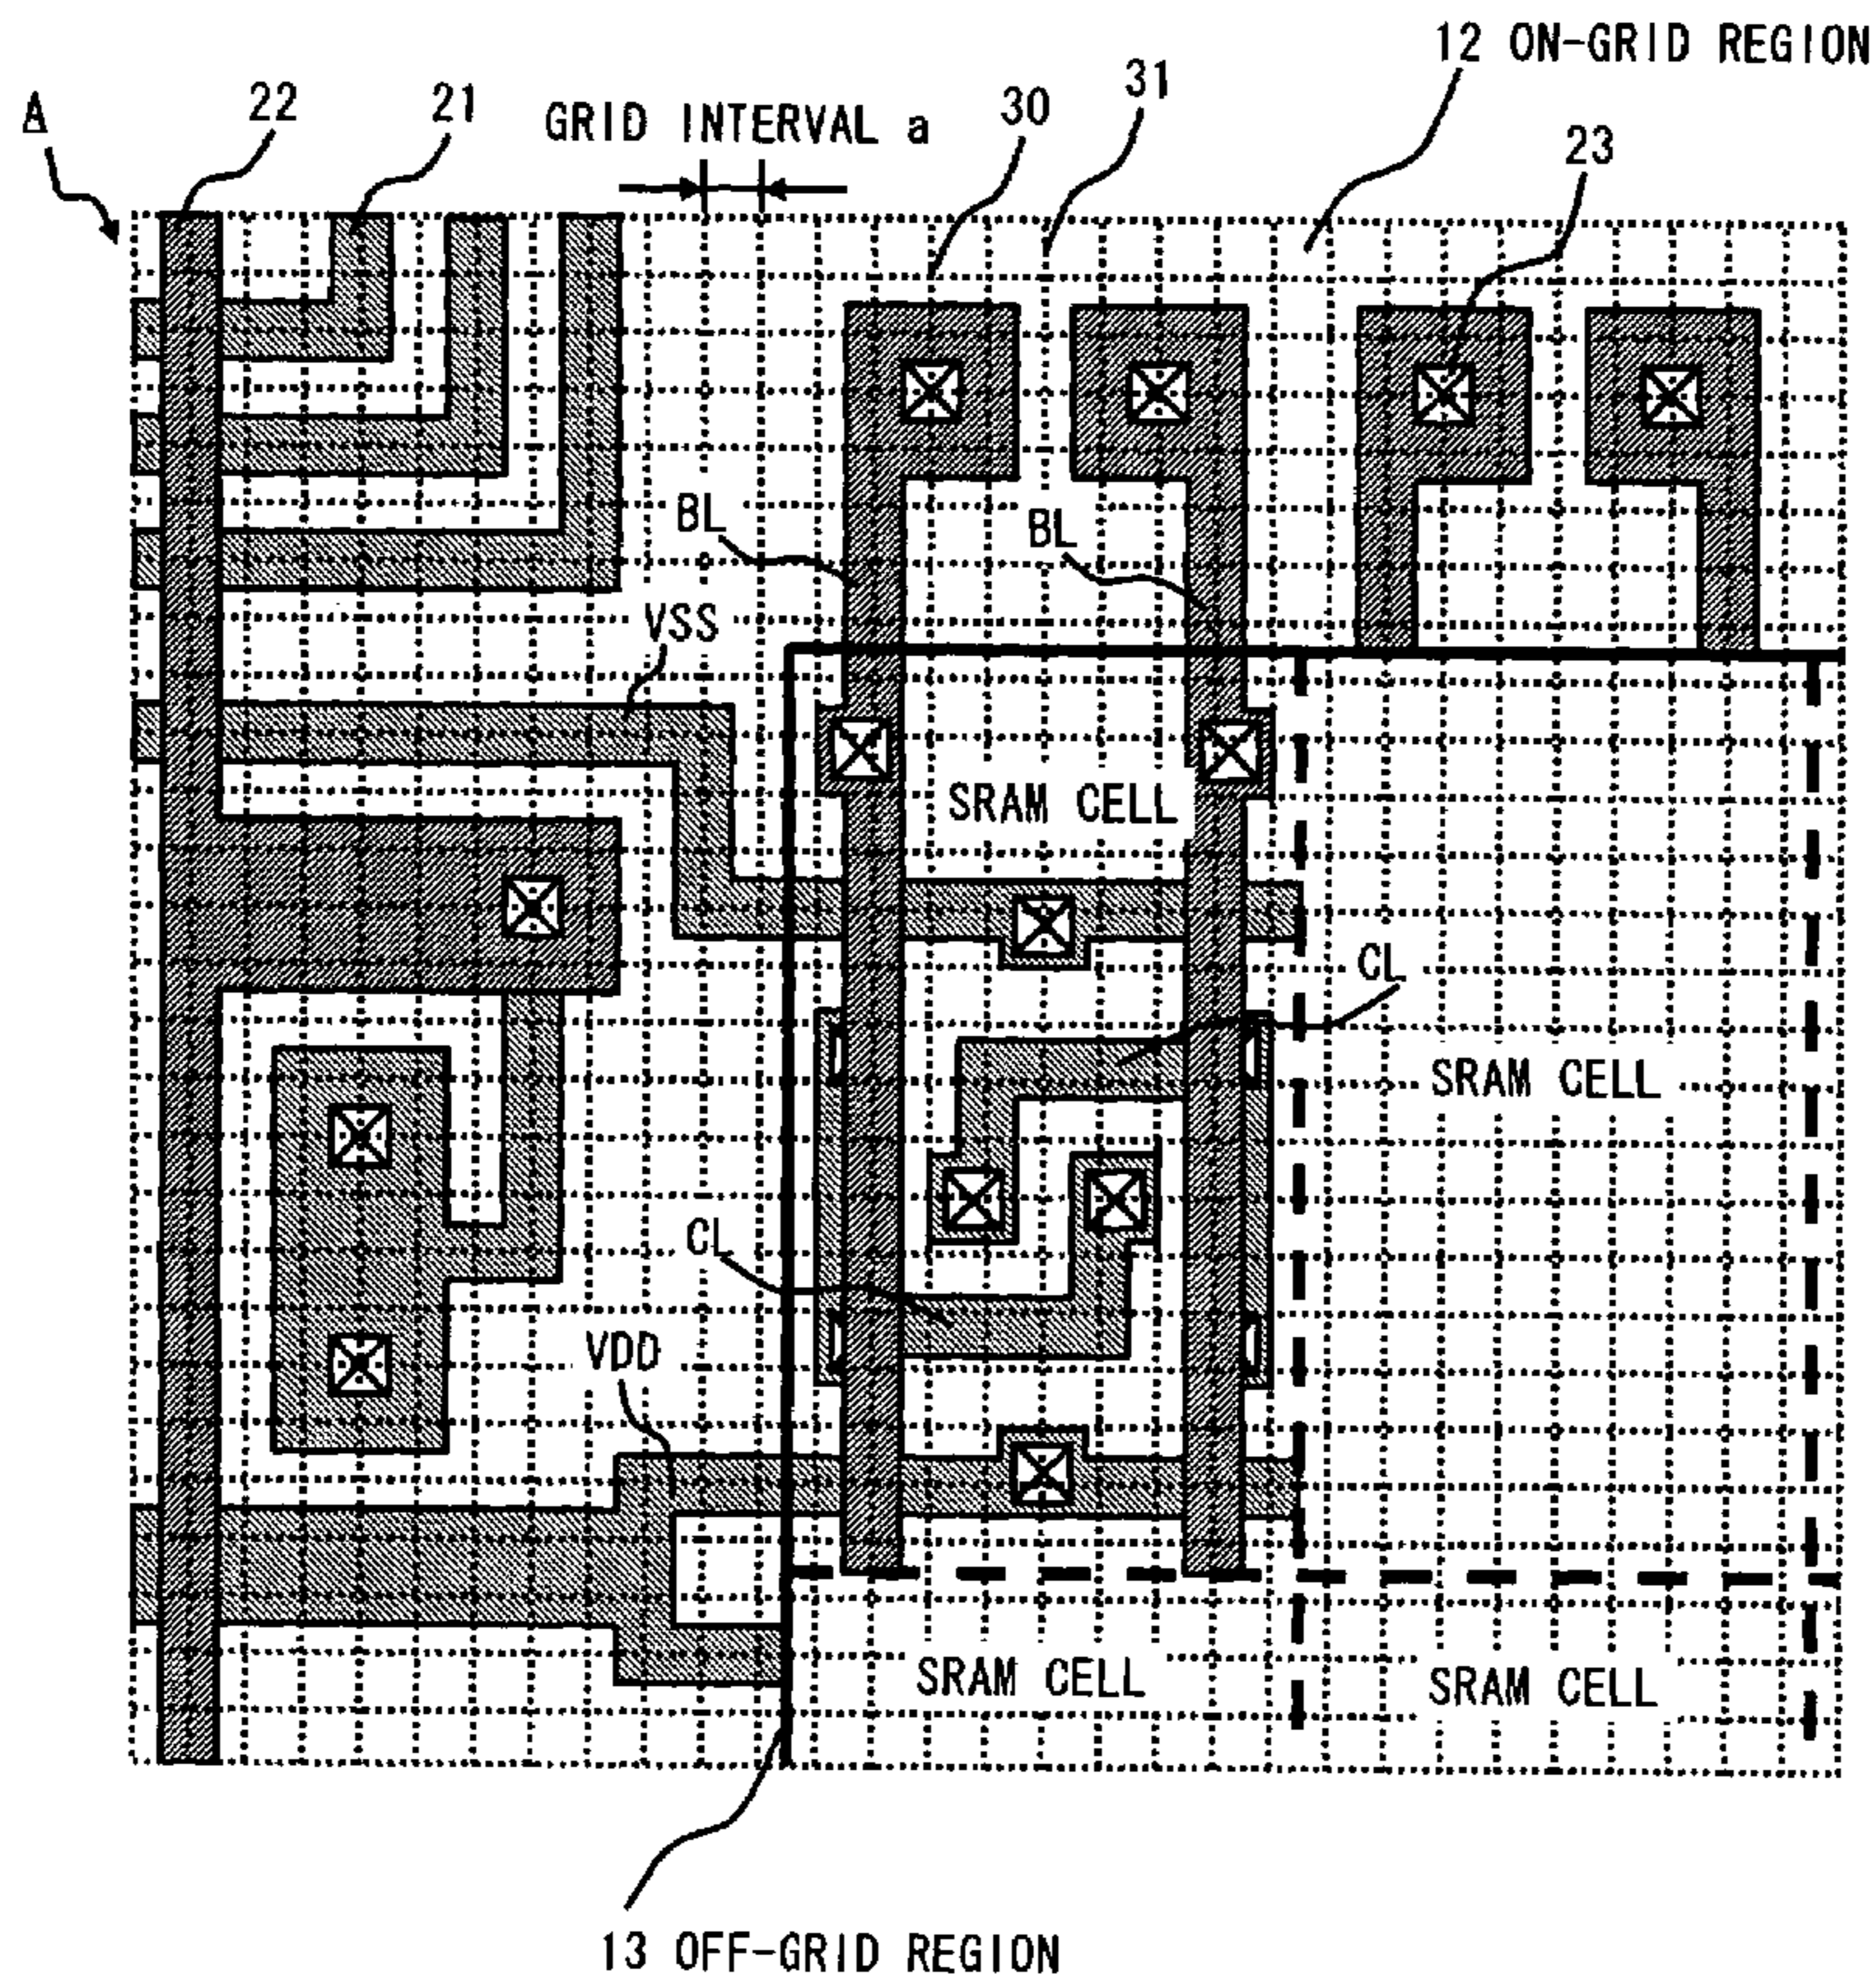 12 ON-GRID REGION
A
22
21
GRID INTERVAL a
30
31
23
BL
BL
VSS
SRAM CELL
CL
SRAM CELL
CL
VDD
SRAM CELL
SRAM CELL
13 OFF-GRID REGION